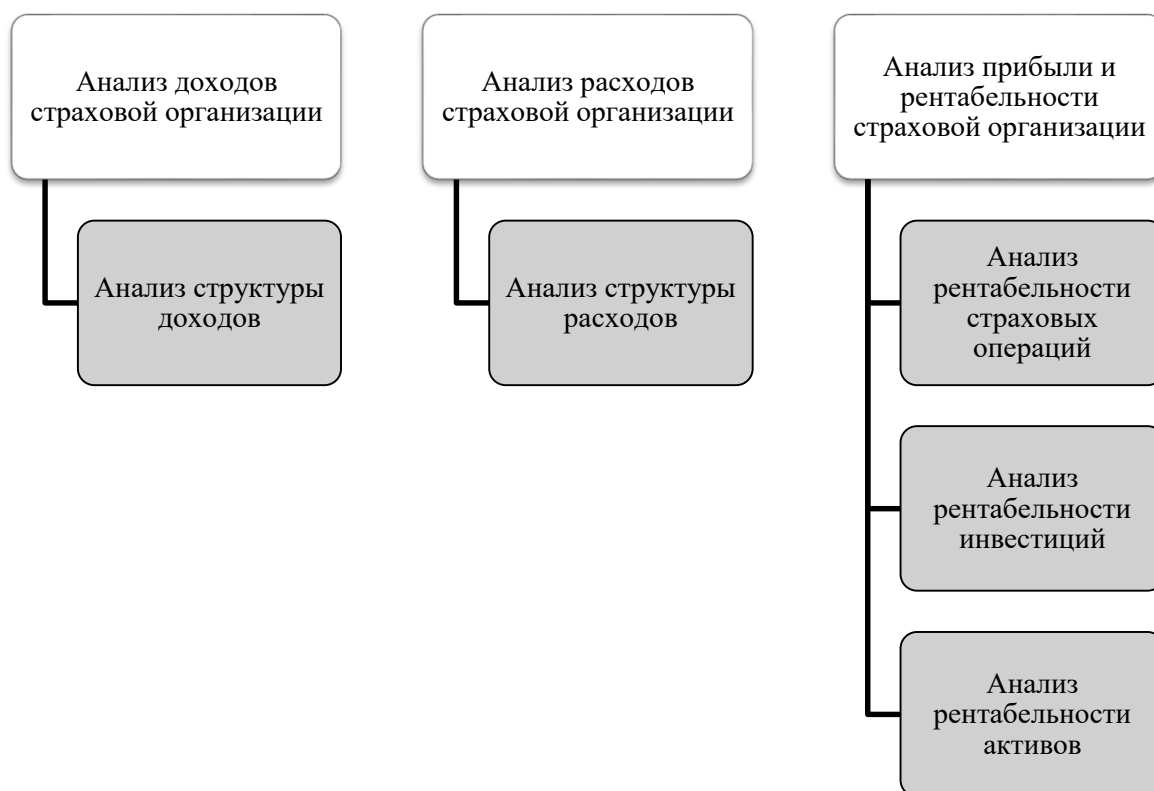 Анализ доходов
страховой организации
Анализ структуры
доходов
Анализ расходов
страховой организации
Анализ структуры
расходов
Анализ прибыли и
рентабельности
страховой организации
Анализ
рентабельности
страховых
операций
Анализ
рентабельности
инвестиций
Анализ
рентабельности
активов